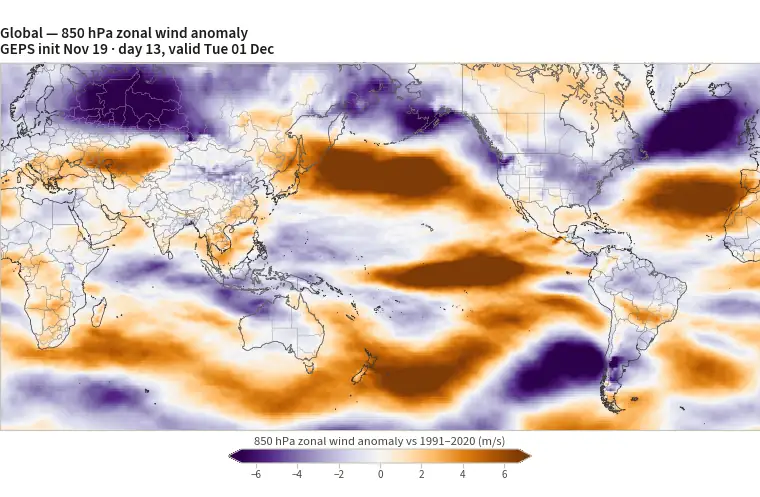 Global — 850 hPa zonal wind anomaly
GEPS init Nov 19 · day 13, valid Tue 01 Dec
850 hPa zonal wind anomaly vs 1991–2020 (m/s)
−6 −4 −2 0 2 4 6